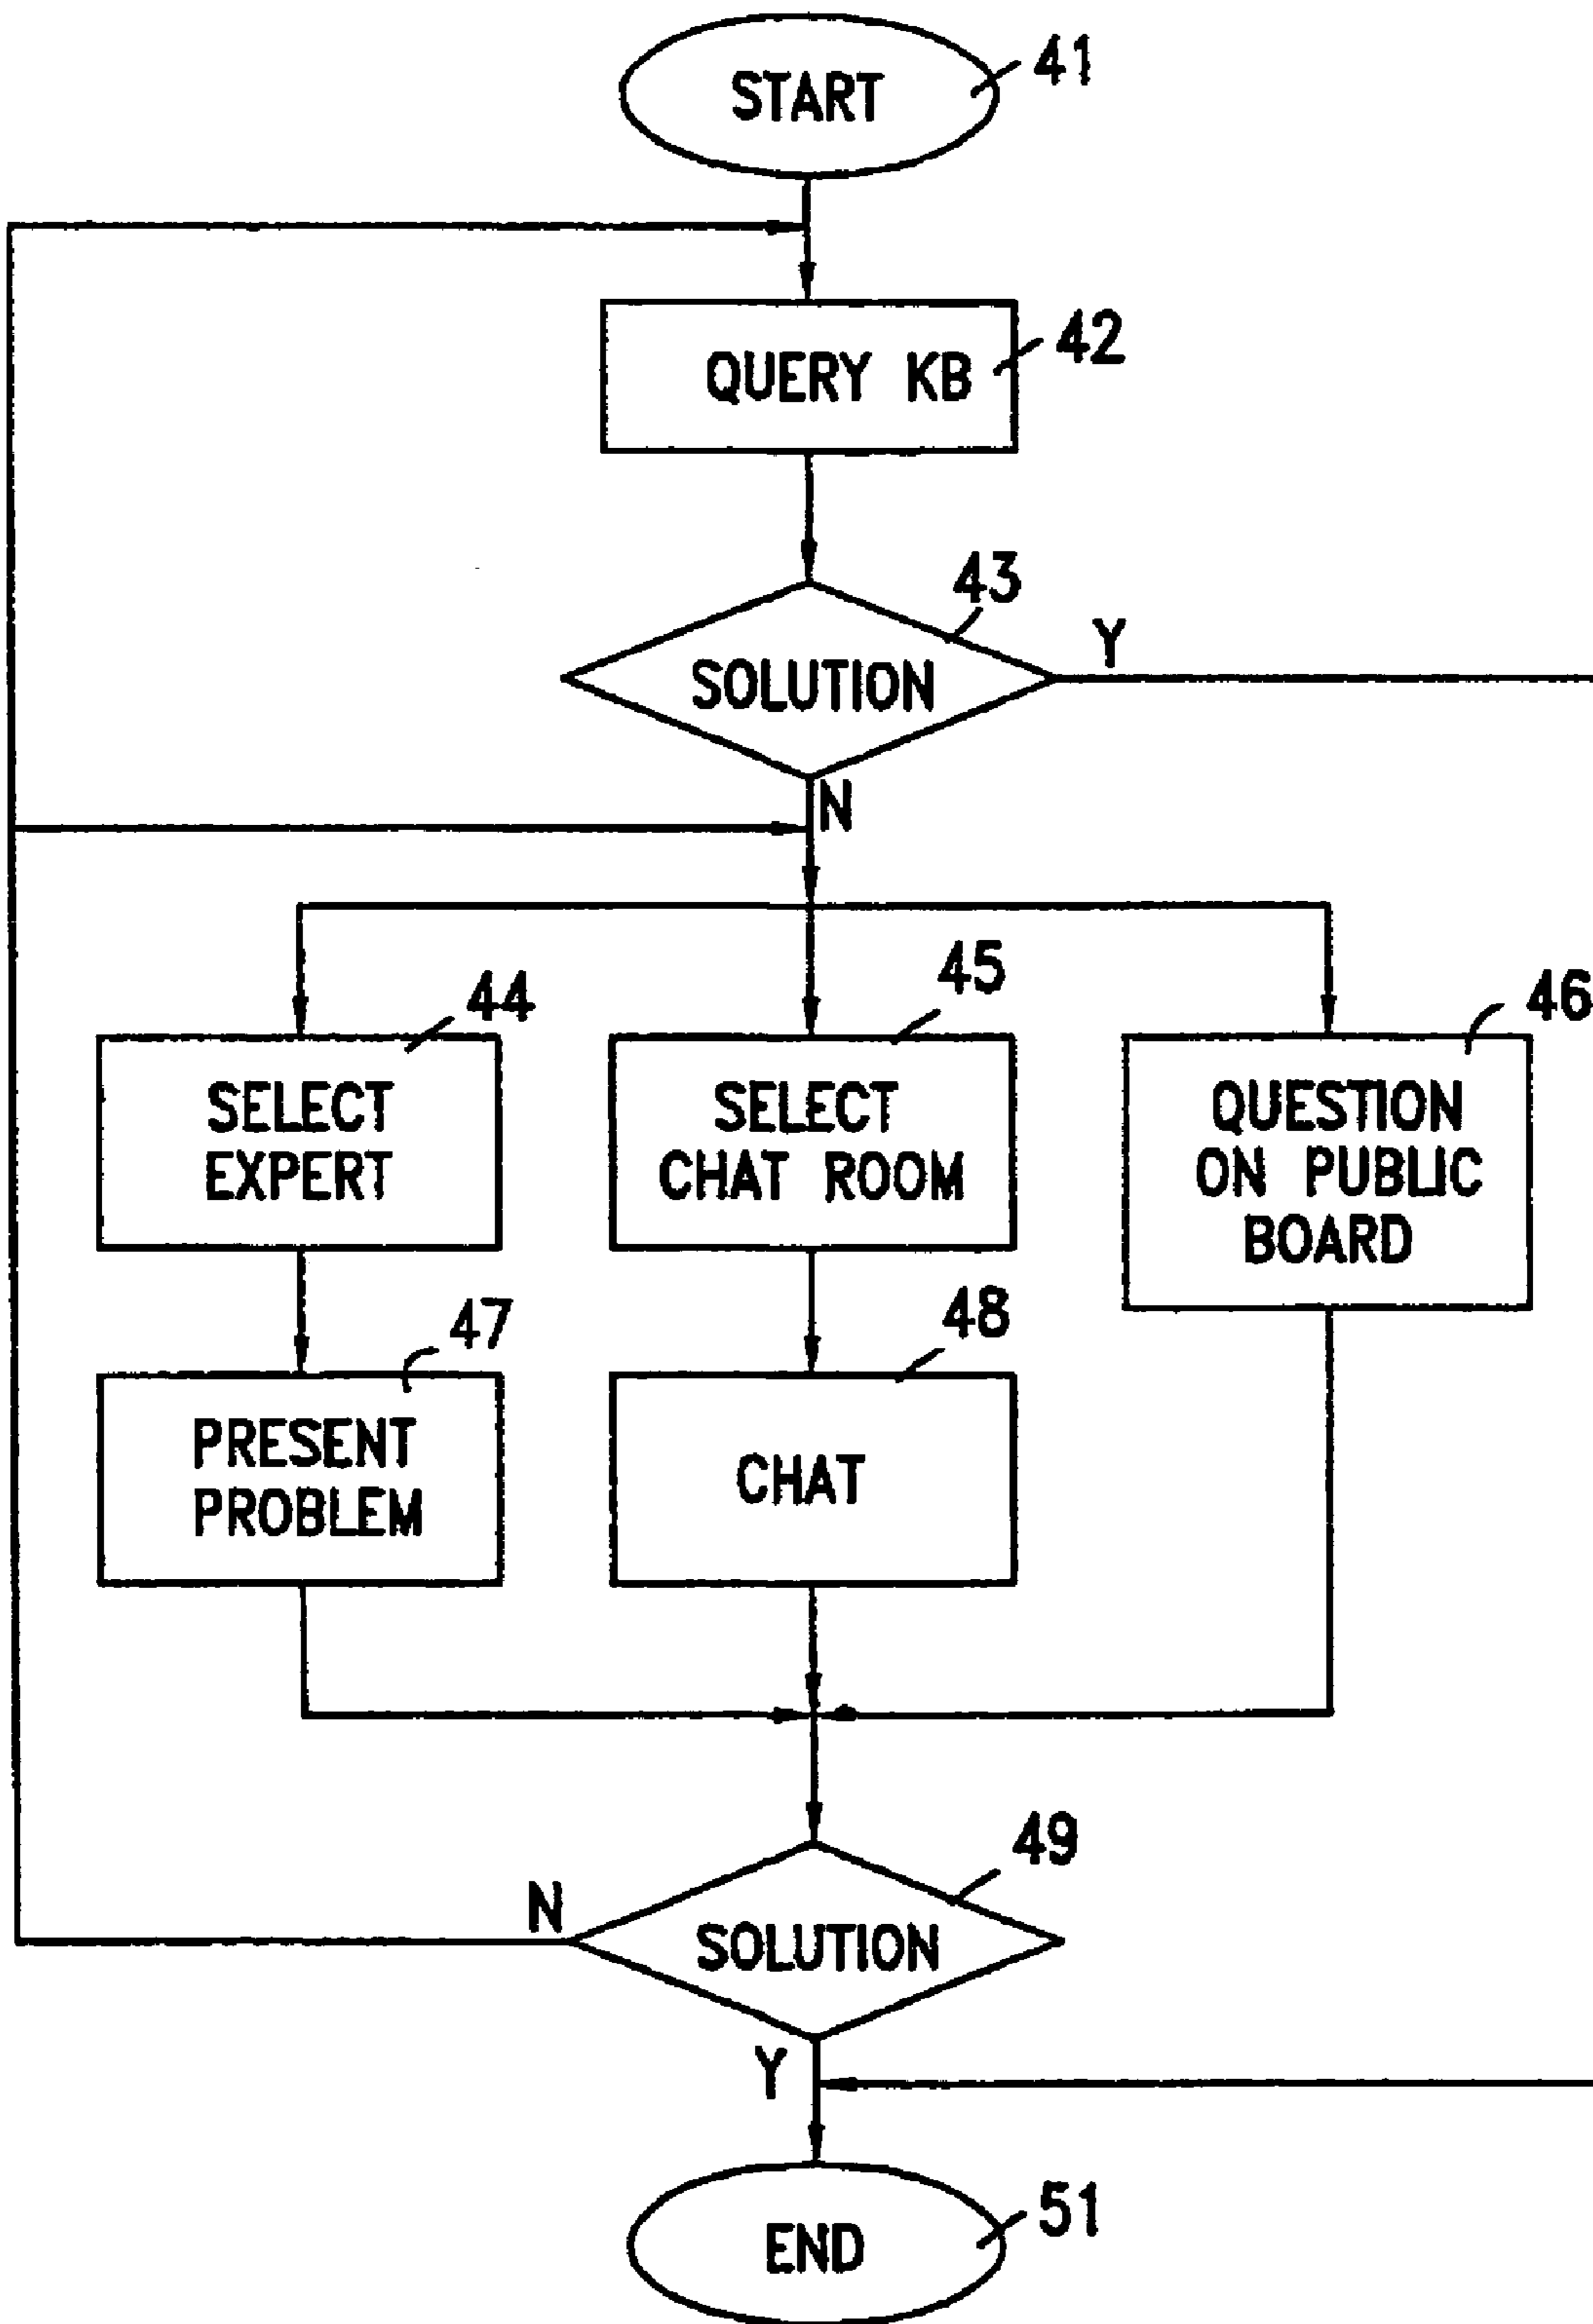 START
41
QUERY KB
42
43
SOLUTION
Y
N
44
45
46
SELECT
EXPERT
SELECT
CHAT ROOM
QUESTION
ON PUBLIC
BOARD
47
48
PRESENT
PROBLEM
CHAT
49
N
SOLUTION
Y
END
51